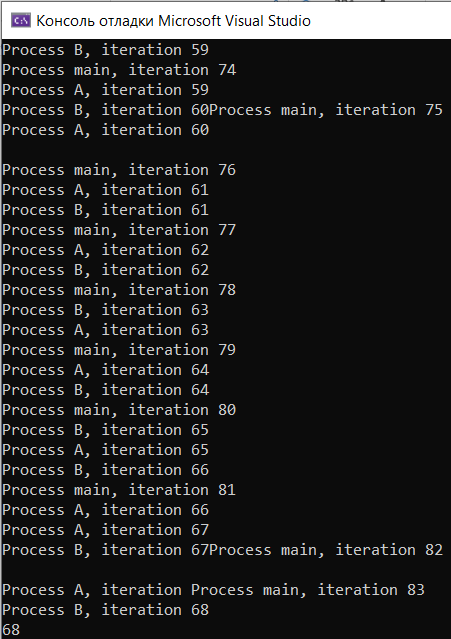 C:\ Консоль отладки Microsoft Visual Studio
Process B, iteration 59
Process main, iteration 74
Process A, iteration 59
Process B, iteration 60Process main, iteration 75
Process A, iteration 60

Process main, iteration 76
Process A, iteration 61
Process B, iteration 61
Process main, iteration 77
Process A, iteration 62
Process B, iteration 62
Process main, iteration 78
Process B, iteration 63
Process A, iteration 63
Process main, iteration 79
Process A, iteration 64
Process B, iteration 64
Process main, iteration 80
Process B, iteration 65
Process A, iteration 65
Process B, iteration 66
Process main, iteration 81
Process A, iteration 66
Process A, iteration 67
Process B, iteration 67Process main, iteration 82

Process A, iteration Process main, iteration 83
Process B, iteration 68
68